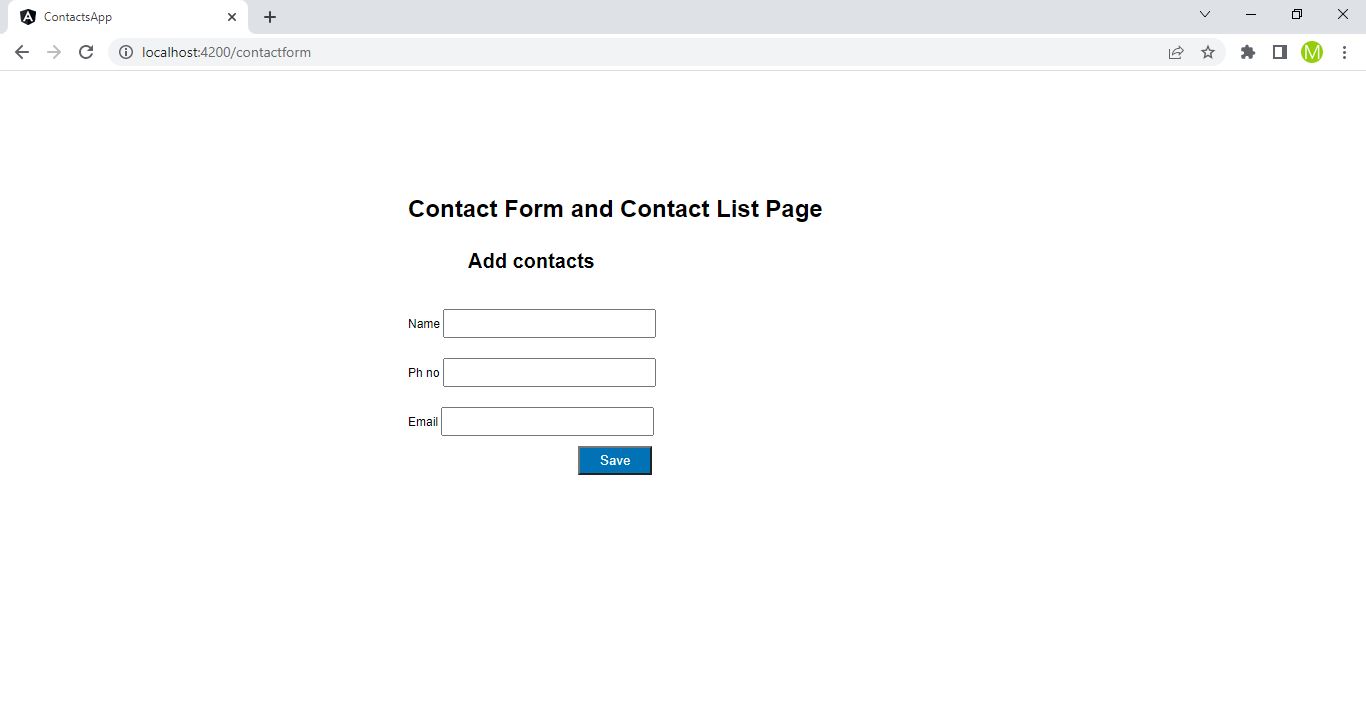 ContactsApp
localhost:4200/contactform
M
Contact Form and Contact List Page
Add contacts
Name
Ph no
Email
Save